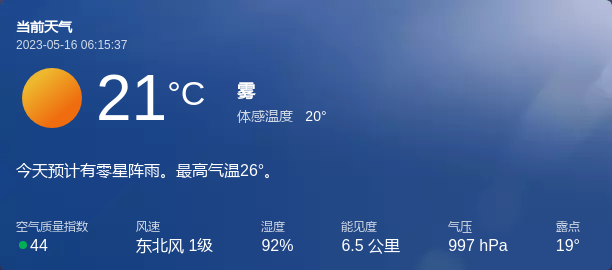 当前天气
2023-05-16 06:15:37
21°C
雾
体感温度 20°
今天预计有零星阵雨。最高气温26°。
空气质量指数 风速 湿度 能见度 气压 露点
44 东北风 1级 92% 6.5 公里 997 hPa 19°